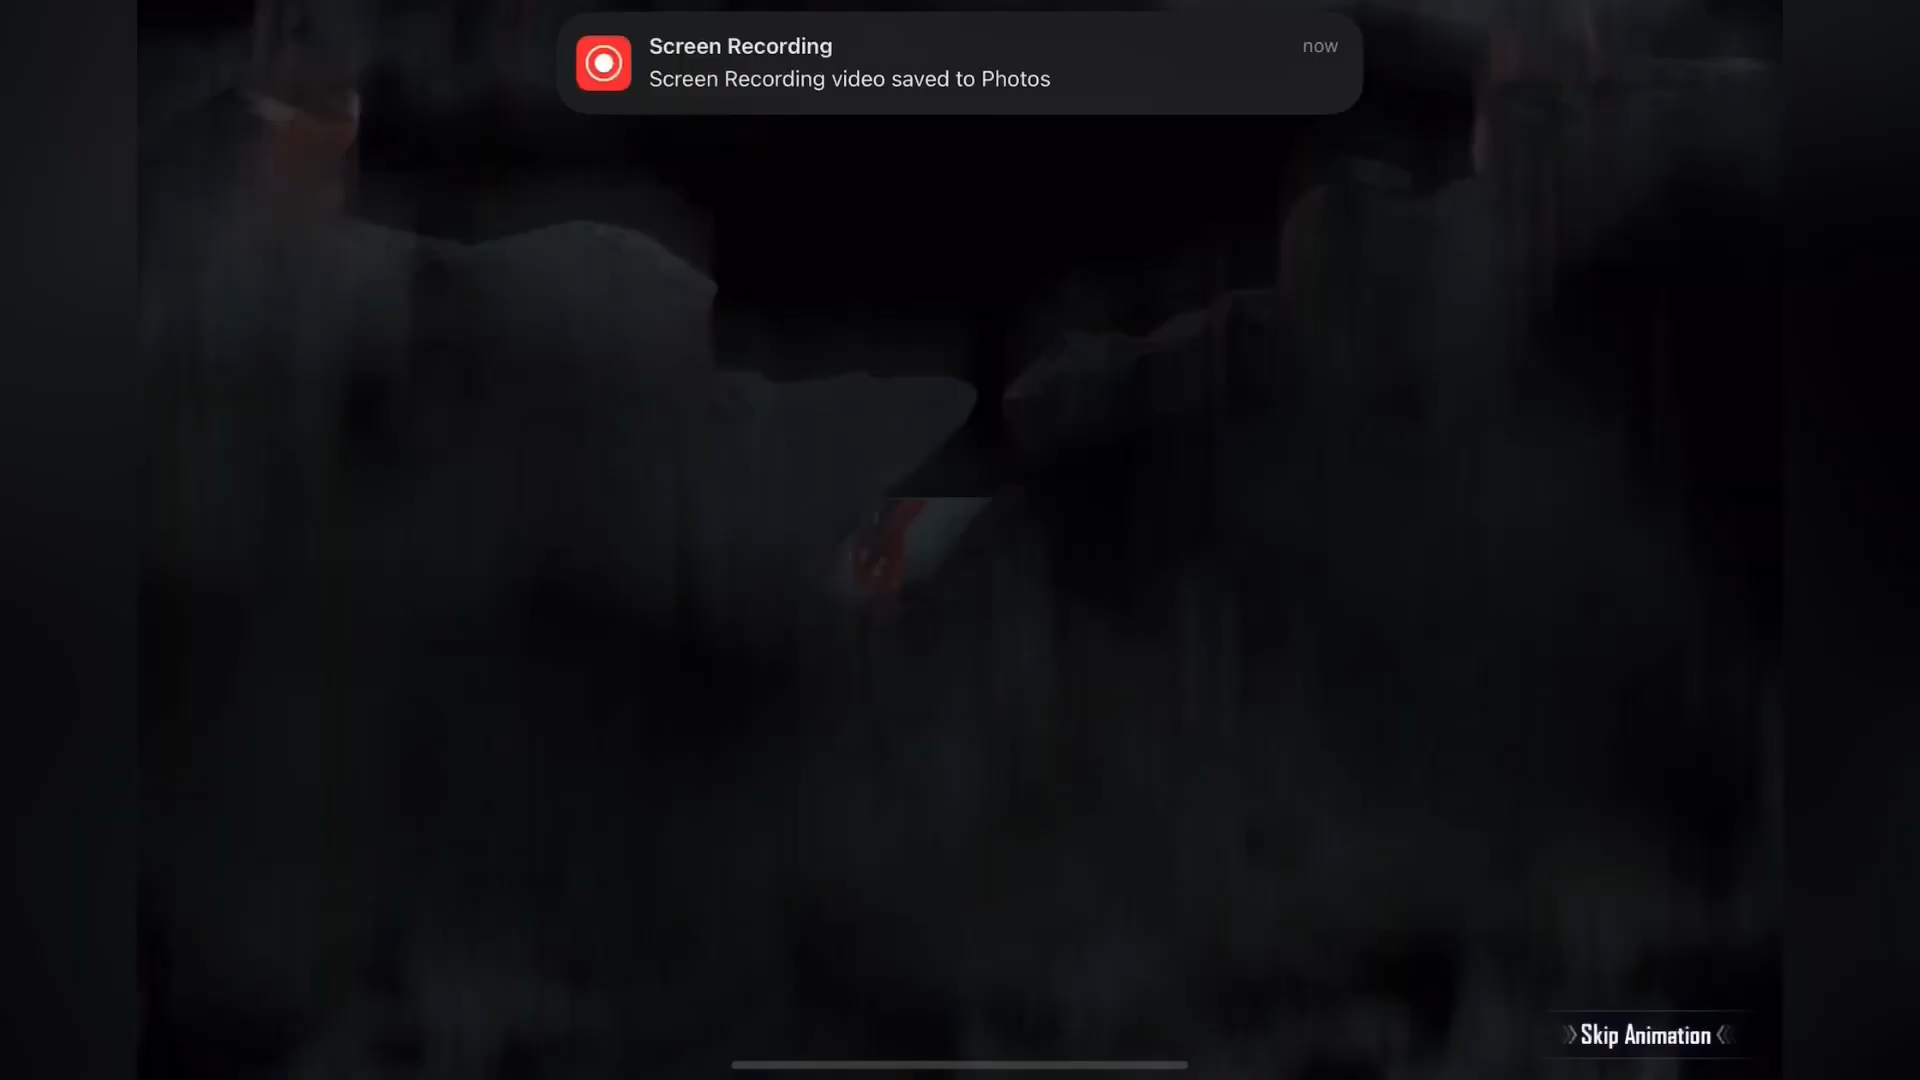 Screen Recording
now
Screen Recording video saved to Photos
Skip Animation